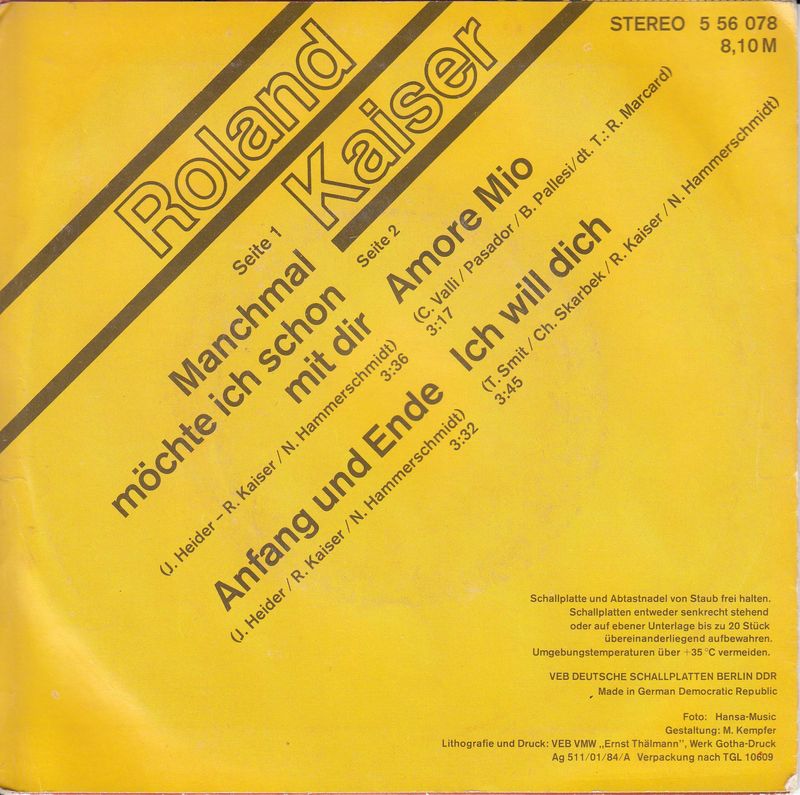 STEREO 5 56 078
8,10 M
Roland
Kaiser
Seite 1
Manchmal
möchte ich schon
mit dir
(J. Heider – R. Kaiser / N. Hammerschmidt)
3:36
Anfang und Ende
(J. Heider / R. Kaiser / N. Hammerschmidt)
3:32
Seite 2
Amore Mio
(C. Valli / Pasador / B. Pallesi / dt. T.: R. Marcard)
3:17
Ich will dich
(T. Smit / Ch. Skarbek / R. Kaiser / N. Hammerschmidt)
3:45
Schallplatte und Abtastnadel von Staub frei halten.
Schallplatten entweder senkrecht stehend
oder auf ebener Unterlage bis zu 20 Stück
übereinanderliegend aufbewahren.
Umgebungstemperaturen über +35 °C vermeiden.
VEB DEUTSCHE SCHALLPLATTEN BERLIN DDR
Made in German Democratic Republic
Foto: Hansa-Music
Gestaltung: M. Kempfer
Lithografie und Druck: VEB VMW „Ernst Thälmann", Werk Gotha-Druck
Ag 511/01/84/A Verpackung nach TGL 10609